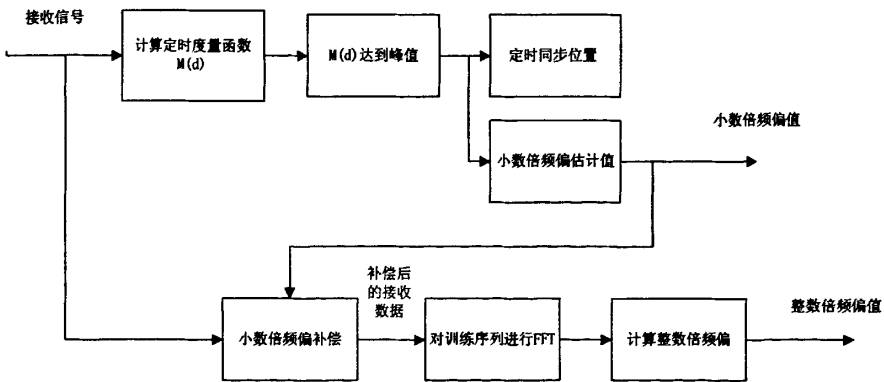 接收信号
计算定时度量函数
M(d)
M(d)达到峰值
定时同步位置
小数倍频偏值
小数倍频偏估计值
补偿后
的接收
数据
整数倍频偏值
小数倍频偏补偿
对训练序列进行FFT
计算整数倍频偏